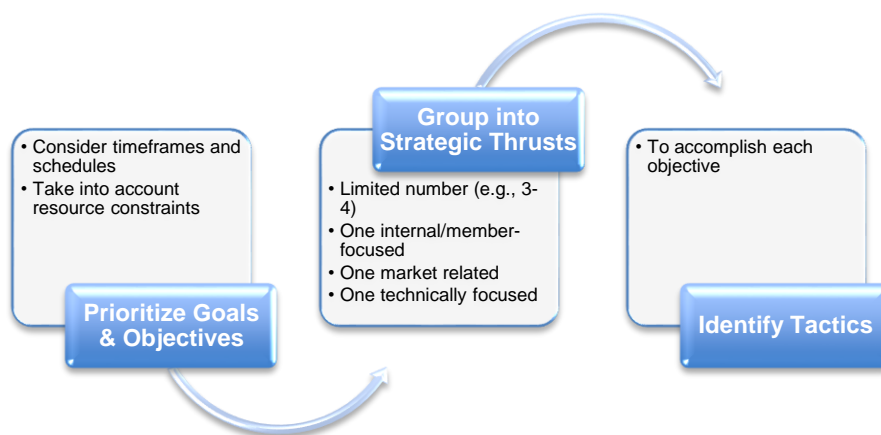 • Consider timeframes and
schedules
• Take into account
resource constraints
Prioritize Goals
& Objectives
Group into
Strategic Thrusts
• Limited number (e.g., 3-
4)
• One internal/member-
focused
• One market related
• One technically focused
• To accomplish each
objective
Identify Tactics